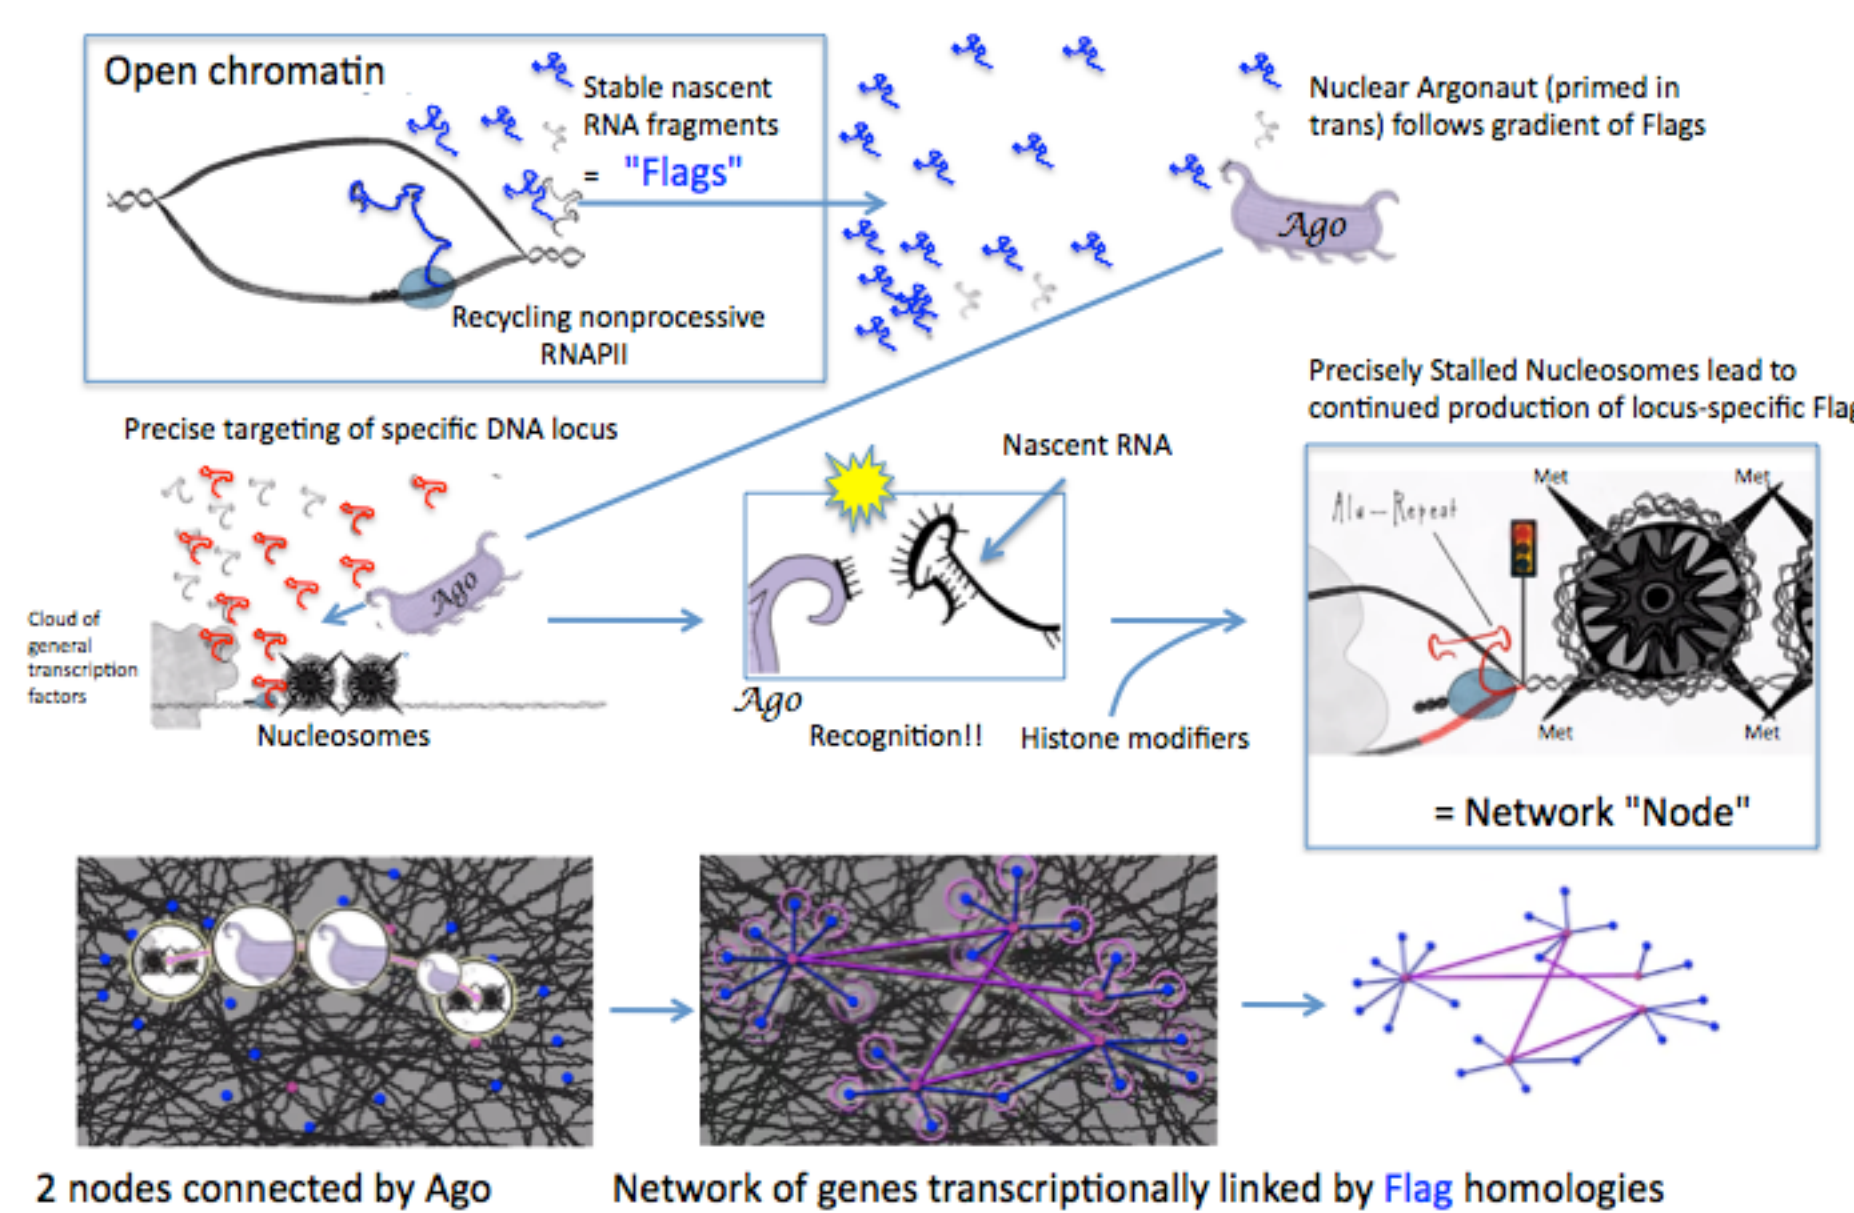 Open chromatin
Stable nascent
RNA fragments
= "Flags"
Recycling nonprocessive
RNAPII
Nuclear Argonaut (primed in
trans) follows gradient of Flags
Ago
Precise targeting of specific DNA locus
Ago
Cloud of
general
transcription
factors
Nucleosomes
Nascent RNA
Ago
Recognition!!
Histone modifiers
Precisely Stalled Nucleosomes lead to
continued production of locus-specific Flag
Met
Met
Alu-Repeat
Met
Met
= Network "Node"
2 nodes connected by Ago
Network of genes transcriptionally linked by Flag homologies